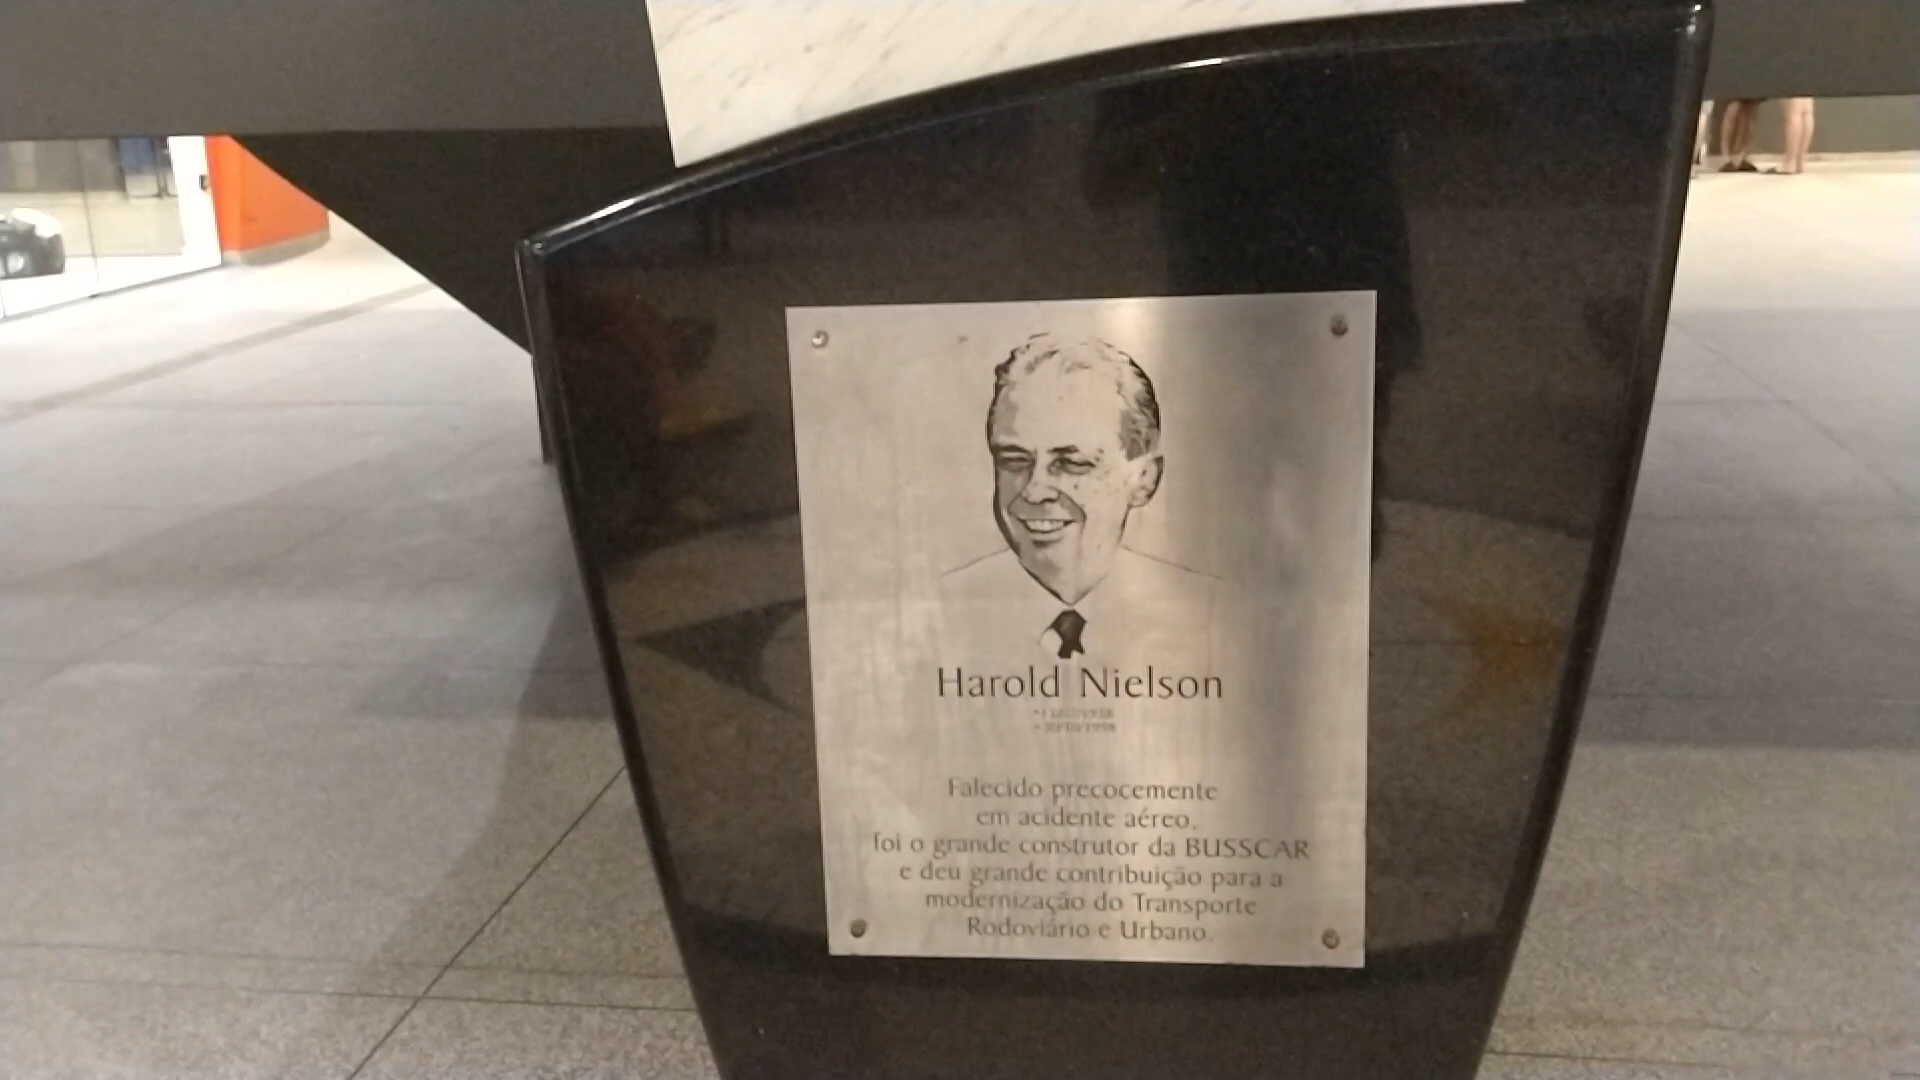 Harold Nielson
Falecido precocemente
em acidente aéreo,
foi o grande construtor da BUSSCAR
e deu grande contribuição para a
modernização do Transporte
Rodoviário e Urbano.